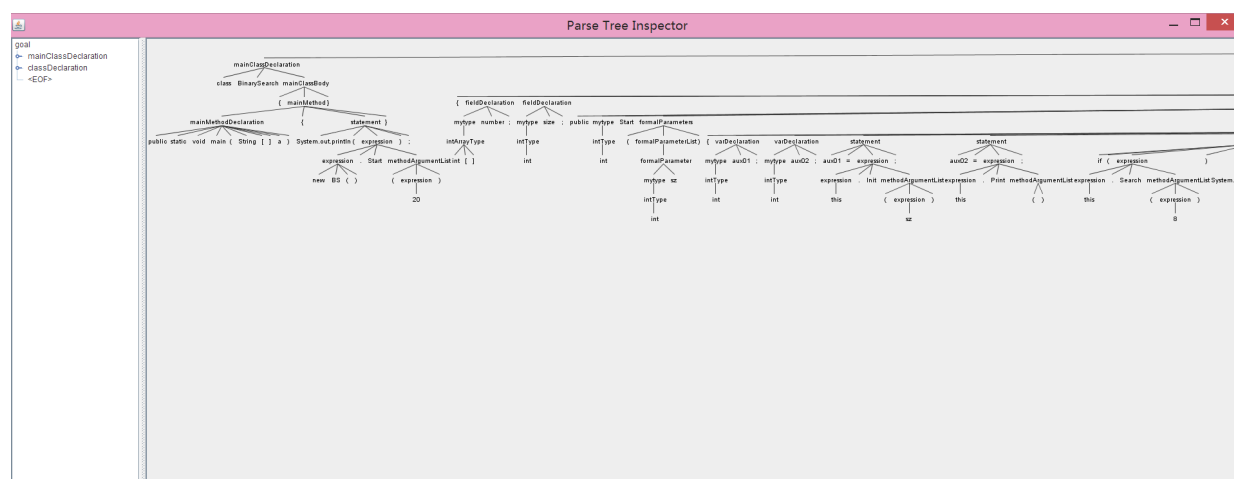 Parse Tree Inspector
goal
mainClassDeclaration
classDeclaration
<EOF>
mainClassDeclaration
class BinarySearch mainClassBody
{ mainMethod } { fieldDeclaration fieldDeclaration
mainMethodDeclaration { statement } mytype number ; mytype size ; public mytype Start formalParameters
public static void main ( String [ ] a ) System.out.println ( expression ) ; intArrayType intType intType ( formalParameterList ) { varDeclaration varDeclaration statement statement
expression . Start methodArgumentList int [ ] int int formalParameter mytype aux01 ; mytype aux02 ; aux01 = expression ; aux02 = expression ; if ( expression )
new BS ( ) ( expression ) mytype sz intType intType expression . Init methodArgumentList expression . Print methodArgumentList expression . Search methodArgumentList System.
20 intType int int this ( expression ) this ( ) this ( expression )
int sz 8